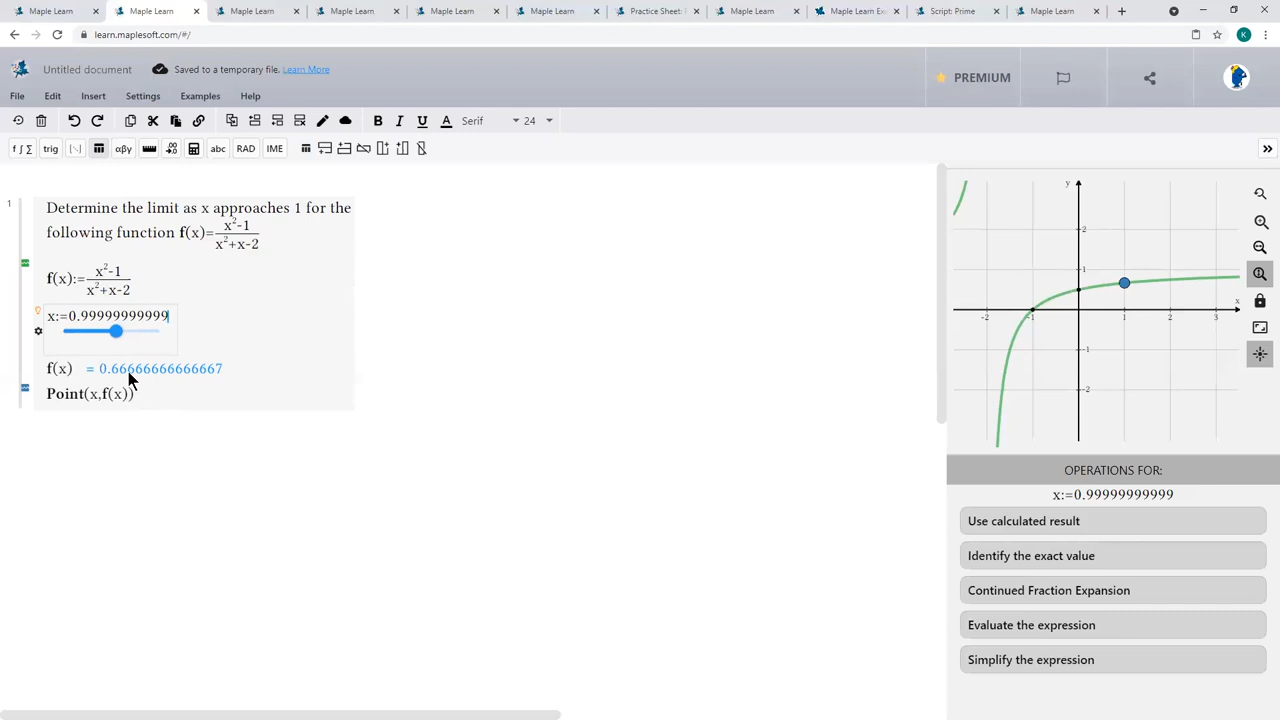 Maple Learn
Maple Learn
Maple Learn
Maple Learn
Maple Learn
Maple Learn
Practice Sheet:
Maple Learn
Maple Learn Ex
Script: Prime
Maple Learn
learn.maplesoft.com/#/
K
Untitled document
Saved to a temporary file. Learn More
PREMIUM
File Edit Insert Settings Examples Help
B I U A Serif 24
f ∫ Σ trig αβγ abc RAD IME
1
Determine the limit as x approaches 1 for the
following function f(x)=(x²-1)/(x²+x-2)
f(x):=(x²-1)/(x²+x-2)
x:=0.99999999999
f(x) = 0.66666666666667
Point(x,f(x))
y
2
1
x
-2 -1 0 1 2 3
-1
-2
OPERATIONS FOR:
x:=0.99999999999
Use calculated result
Identify the exact value
Continued Fraction Expansion
Evaluate the expression
Simplify the expression